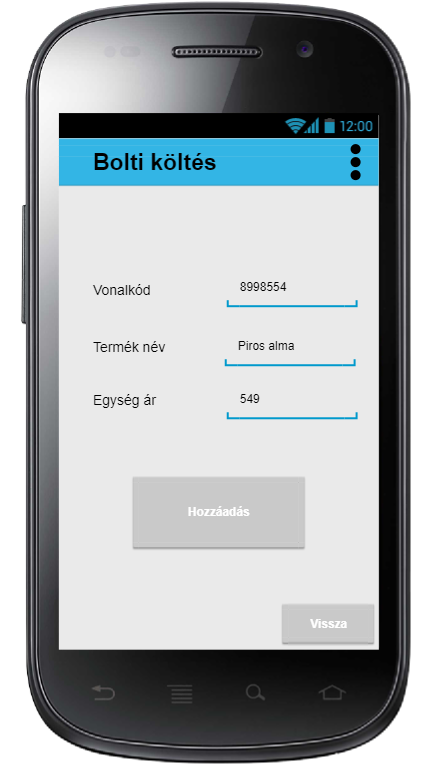 12:00
Bolti költés
Vonalkód 8998554
Termék név Piros alma
Egység ár 549
Hozzáadás
Vissza